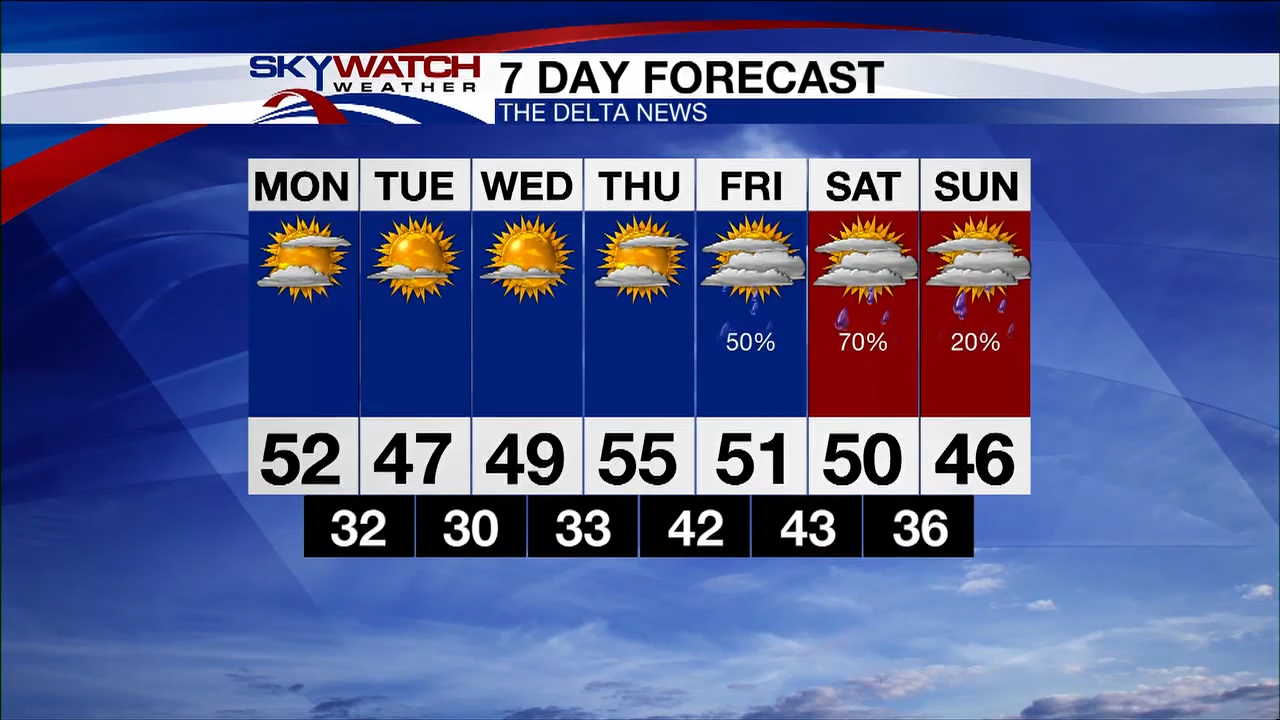 SKYWATCH
WEATHER
7 DAY FORECAST
THE DELTA NEWS
MON TUE WED THU FRI SAT SUN
50% 70% 20%
52 47 49 55 51 50 46
32 30 33 42 43 36